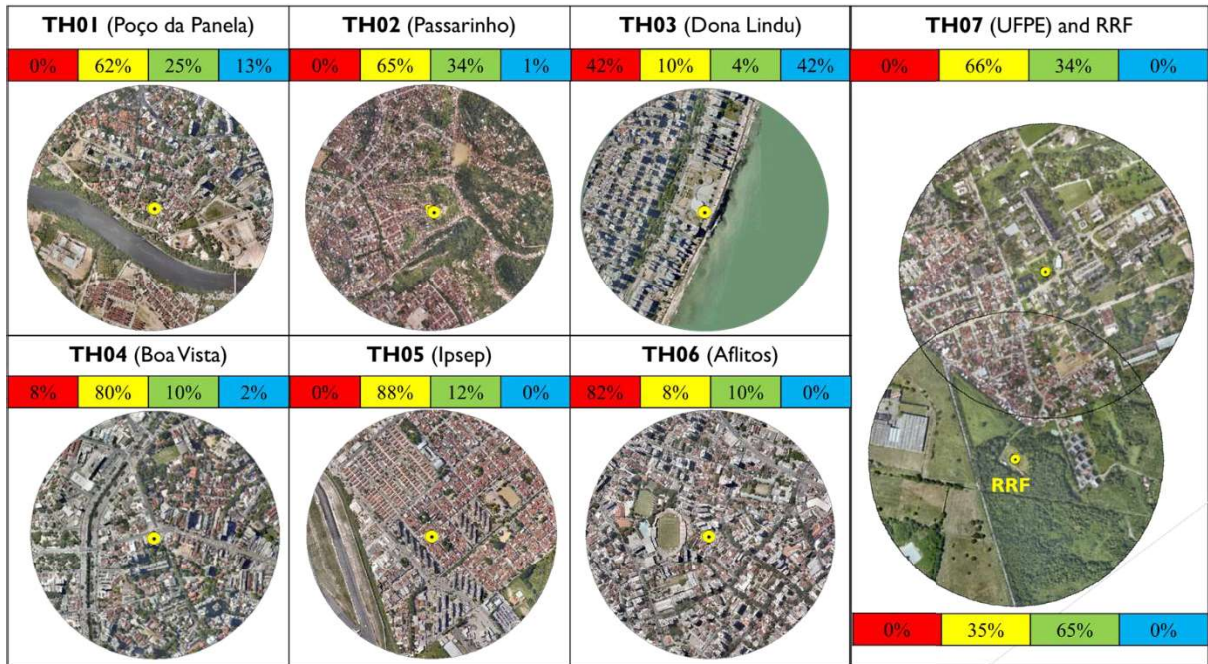 TH01 (Poço da Panela)
0% 62% 25% 13%
TH02 (Passarinho)
0% 65% 34% 1%
TH03 (Dona Lindu)
42% 10% 4% 42%
TH07 (UFPE) and RRF
0% 66% 34% 0%
TH04 (Boa Vista)
8% 80% 10% 2%
TH05 (Ipsep)
0% 88% 12% 0%
TH06 (Aflitos)
82% 8% 10% 0%
RRF
0% 35% 65% 0%